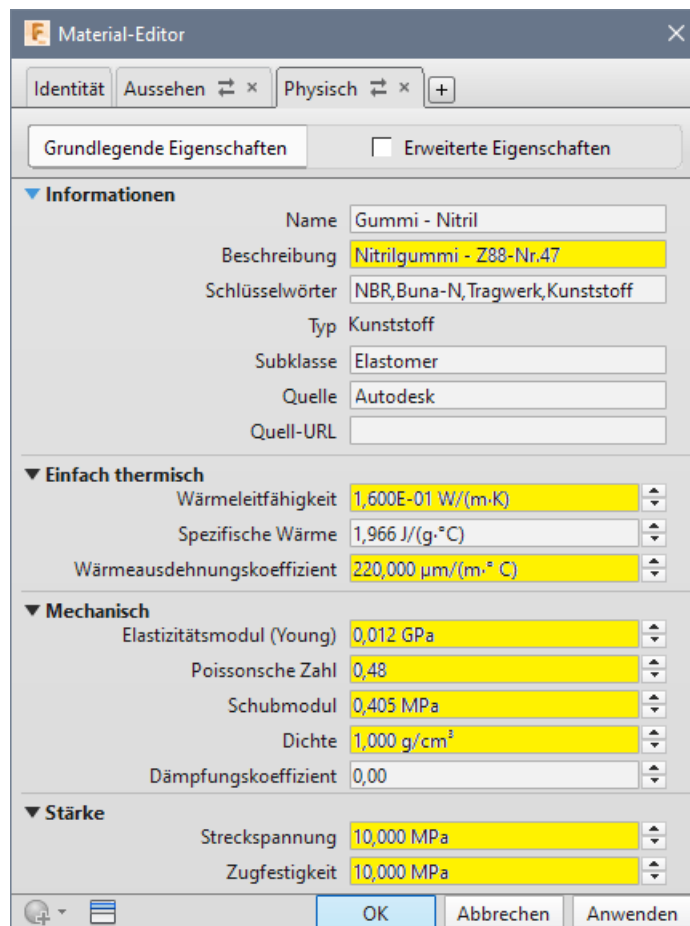 Material-Editor
Identität Aussehen Physisch
Grundlegende Eigenschaften Erweiterte Eigenschaften
Informationen
Name Gummi - Nitril
Beschreibung Nitrilgummi - Z88-Nr.47
Schlüsselwörter NBR,Buna-N,Tragwerk,Kunststoff
Typ Kunststoff
Subklasse Elastomer
Quelle Autodesk
Quell-URL
Einfach thermisch
Wärmeleitfähigkeit 1,600E-01 W/(m·K)
Spezifische Wärme 1,966 J/(g·°C)
Wärmeausdehnungskoeffizient 220,000 µm/(m·° C)
Mechanisch
Elastizitätsmodul (Young) 0,012 GPa
Poissonsche Zahl 0,48
Schubmodul 0,405 MPa
Dichte 1,000 g/cm³
Dämpfungskoeffizient 0,00
Stärke
Streckspannung 10,000 MPa
Zugfestigkeit 10,000 MPa
OK Abbrechen Anwenden